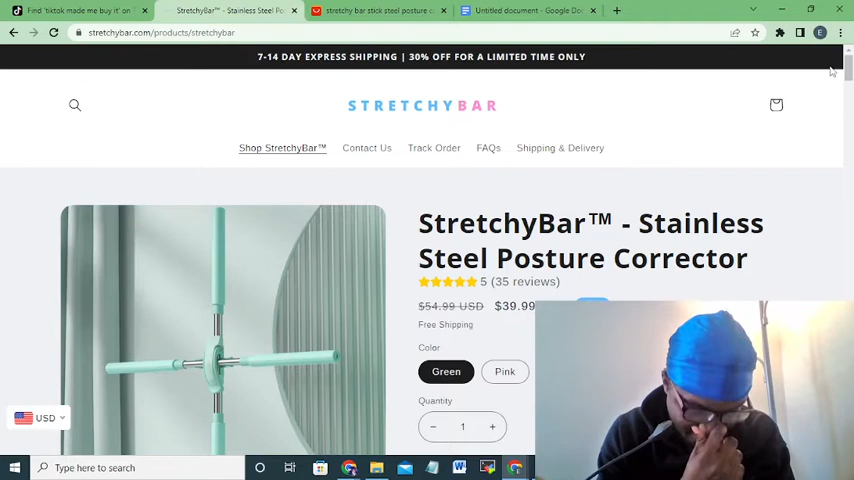 Find 'tiktok made me buy it' on T
StretchyBar™ - Stainless Steel Po
stretchy bar stick steel posture c
Untitled document - Google Doc
stretchybar.com/products/stretchybar
E
7-14 DAY EXPRESS SHIPPING | 30% OFF FOR A LIMITED TIME ONLY
STRETCHYBAR
Shop StretchyBar™
Contact Us
Track Order
FAQs
Shipping & Delivery
StretchyBar™ - Stainless
Steel Posture Corrector
5 (35 reviews)
$54.99 USD $39.99
Free Shipping
Color
Green
Pink
Quantity
1
USD
Type here to search